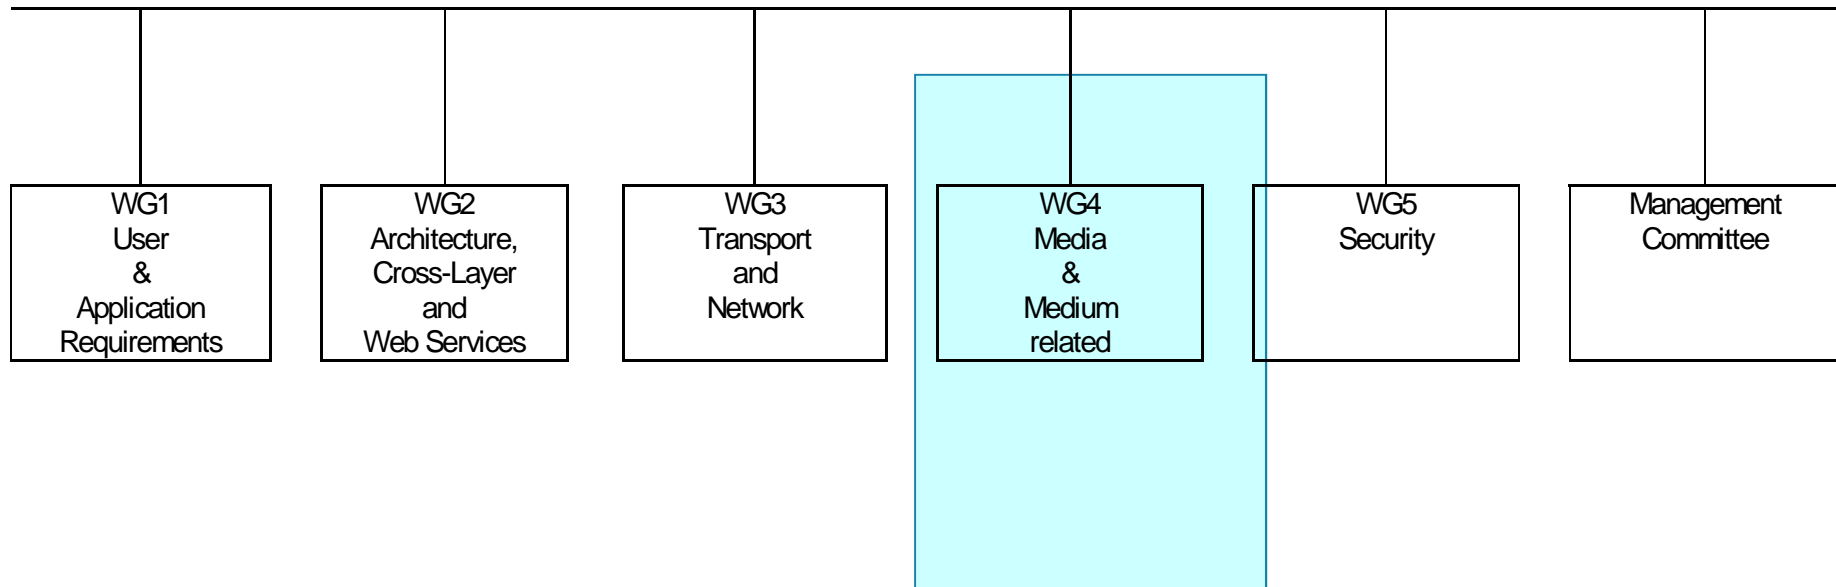 WG1
User
&
Application
Requirements
WG2
Architecture,
Cross-Layer
and
Web Services
WG3
Transport
and
Network
WG4
Media
&
Medium
related
WG5
Security
Management
Committee